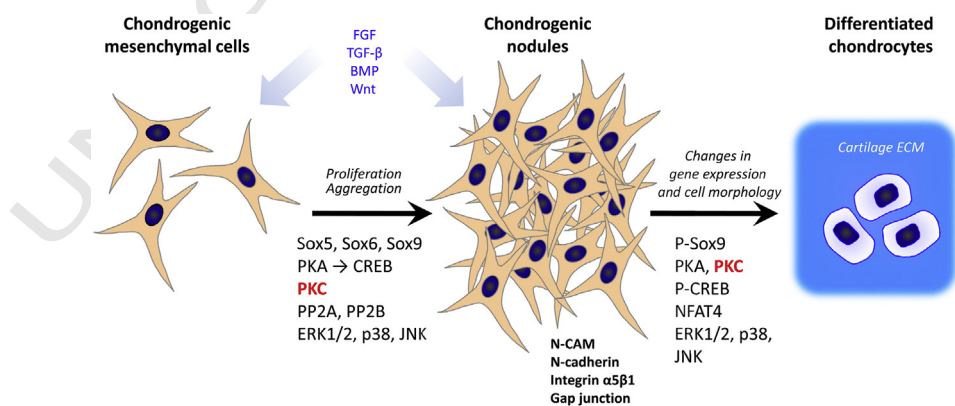 Chondrogenic
mesenchymal cells
FGF
TGF-β
BMP
Wnt
Chondrogenic
nodules
Differentiated
chondrocytes
Proliferation
Aggregation
Changes in
gene expression
and cell morphology
Cartilage ECM
Sox5, Sox6, Sox9
PKA → CREB
PKC
PP2A, PP2B
ERK1/2, p38, JNK
P-Sox9
PKA, PKC
P-CREB
NFAT4
ERK1/2, p38,
JNK
N-CAM
N-cadherin
Integrin α5β1
Gap junction